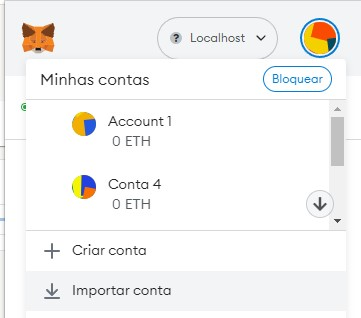 Localhost
Minhas contas
Bloquear
Account 1
0 ETH
Conta 4
0 ETH
Criar conta
Importar conta